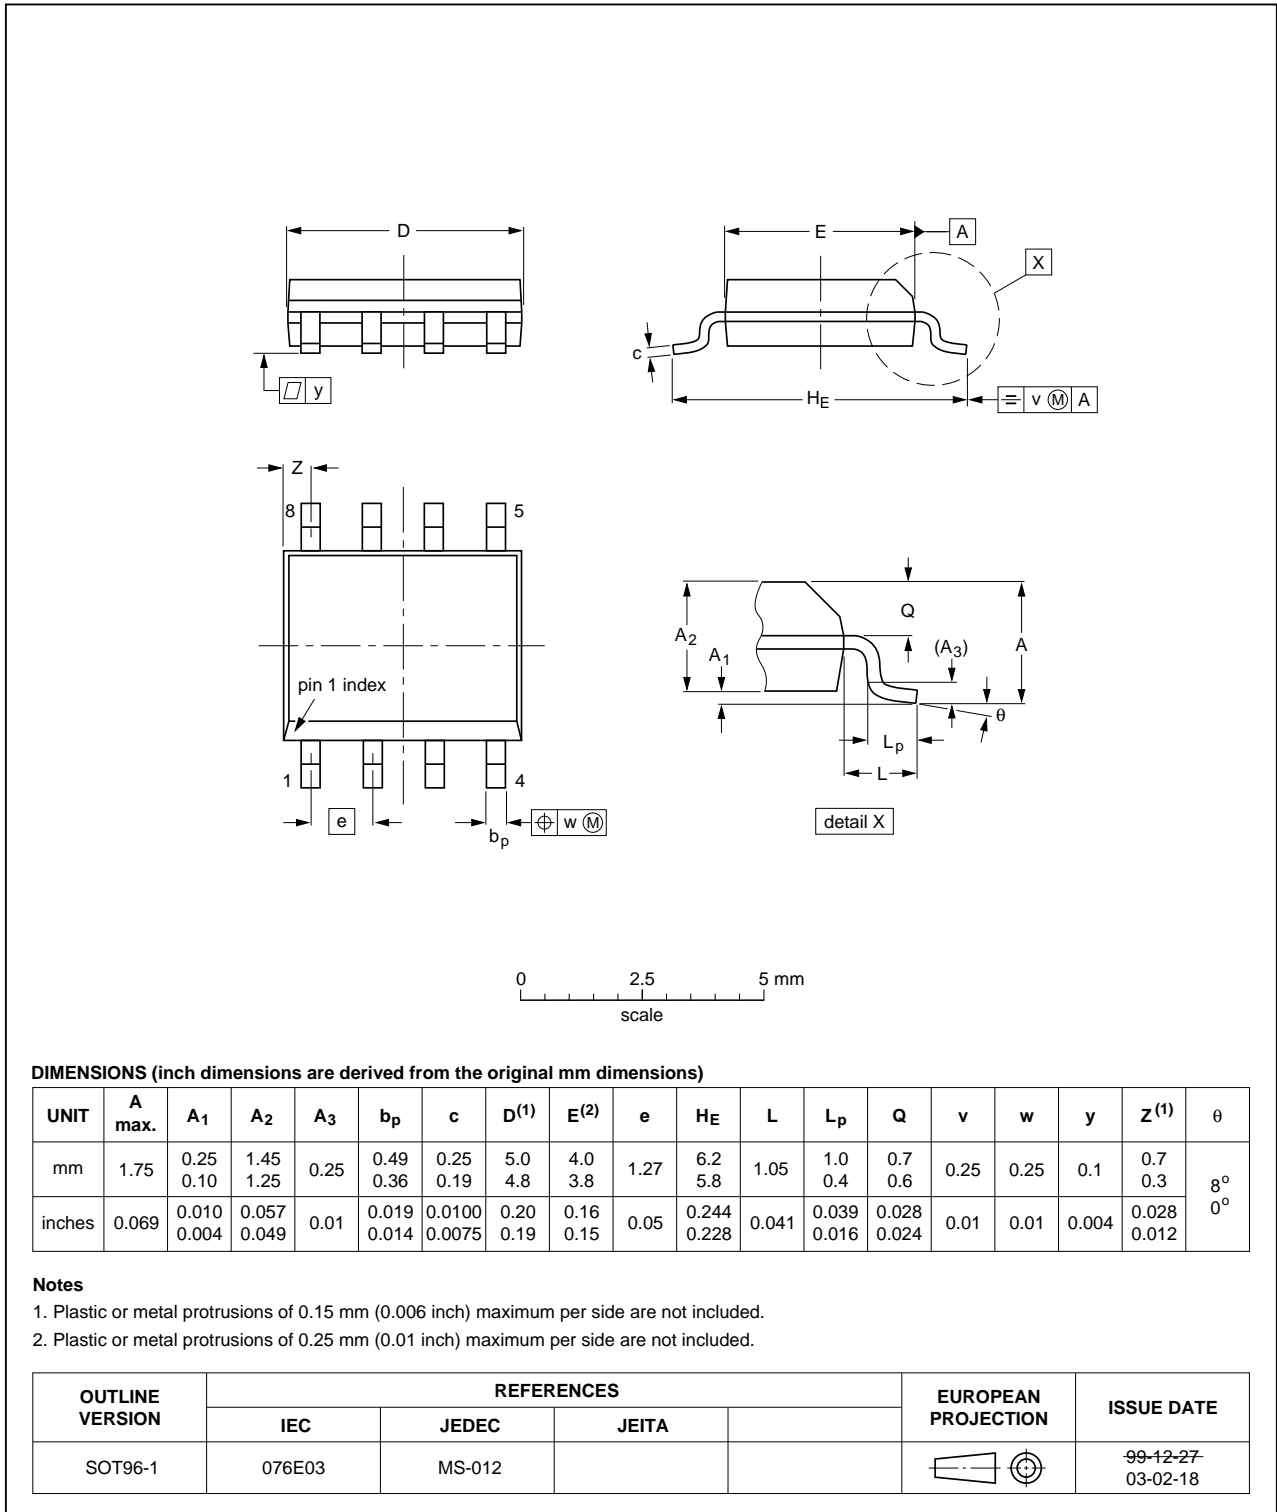 D
E
A
X
c
y
HE
v M A
Z
8
5
pin 1 index
1
4
e
bp
w M
A2
A1
Q
(A3)
A
θ
Lp
L
detail X
0 2.5 5 mm
scale
DIMENSIONS (inch dimensions are derived from the original mm dimensions)
UNIT A max. A1 A2 A3 bp c D(1) E(2) e HE L Lp Q v w y Z(1) θ
mm 1.75 0.25 0.10 1.45 1.25 0.25 0.49 0.36 0.25 0.19 5.0 4.8 4.0 3.8 1.27 6.2 5.8 1.05 1.0 0.4 0.7 0.6 0.25 0.25 0.1 0.7 0.3 8° 0°
inches 0.069 0.010 0.004 0.057 0.049 0.01 0.019 0.014 0.0100 0.0075 0.20 0.19 0.16 0.15 0.05 0.244 0.228 0.041 0.039 0.016 0.028 0.024 0.01 0.01 0.004 0.028 0.012
Notes
1. Plastic or metal protrusions of 0.15 mm (0.006 inch) maximum per side are not included.
2. Plastic or metal protrusions of 0.25 mm (0.01 inch) maximum per side are not included.
OUTLINE VERSION REFERENCES EUROPEAN PROJECTION ISSUE DATE
IEC JEDEC JEITA
SOT96-1 076E03 MS-012 99-12-27
03-02-18